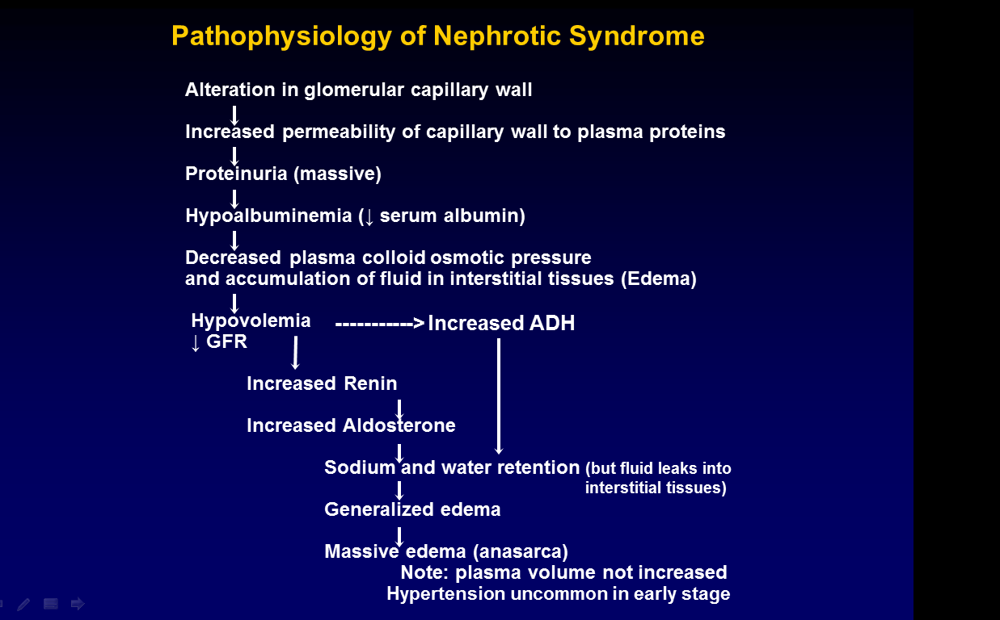 Pathophysiology of Nephrotic Syndrome
Alteration in glomerular capillary wall
Increased permeability of capillary wall to plasma proteins
Proteinuria (massive)
Hypoalbuminemia (↓ serum albumin)
Decreased plasma colloid osmotic pressure
and accumulation of fluid in interstitial tissues (Edema)
Hypovolemia -----------> Increased ADH
↓ GFR
Increased Renin
Increased Aldosterone
Sodium and water retention (but fluid leaks into
interstitial tissues)
Generalized edema
Massive edema (anasarca)
Note: plasma volume not increased
Hypertension uncommon in early stage